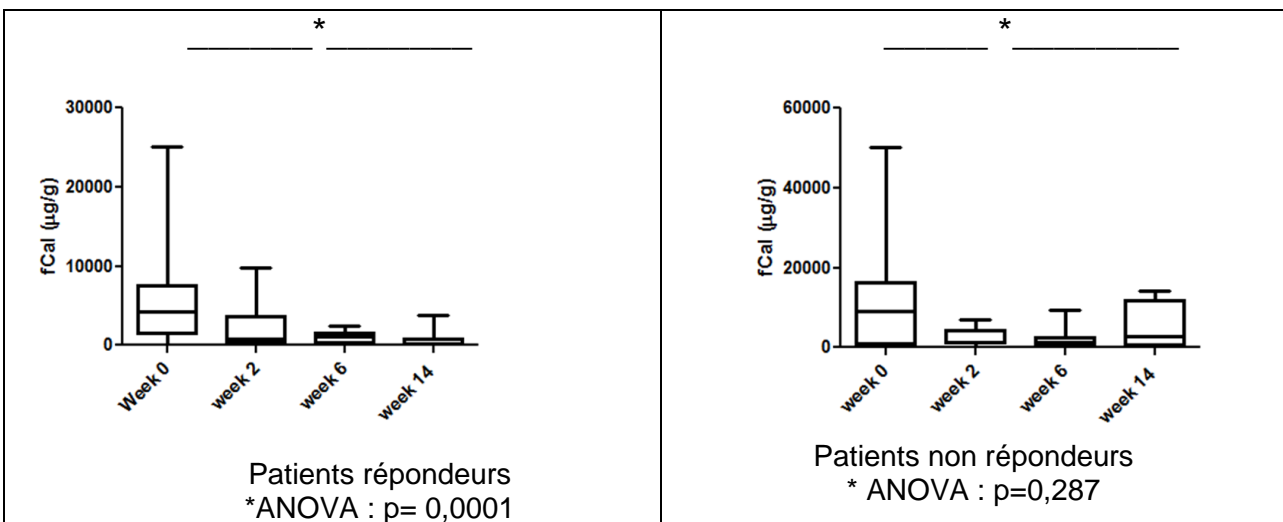 *
30000
20000
10000
0
fCal (µg/g)
Week 0
week 2
week 6
week 14
Patients répondeurs
*ANOVA : p= 0,0001
*
60000
40000
20000
0
fCal (µg/g)
week 0
week 2
week 6
week 14
Patients non répondeurs
* ANOVA : p=0,287